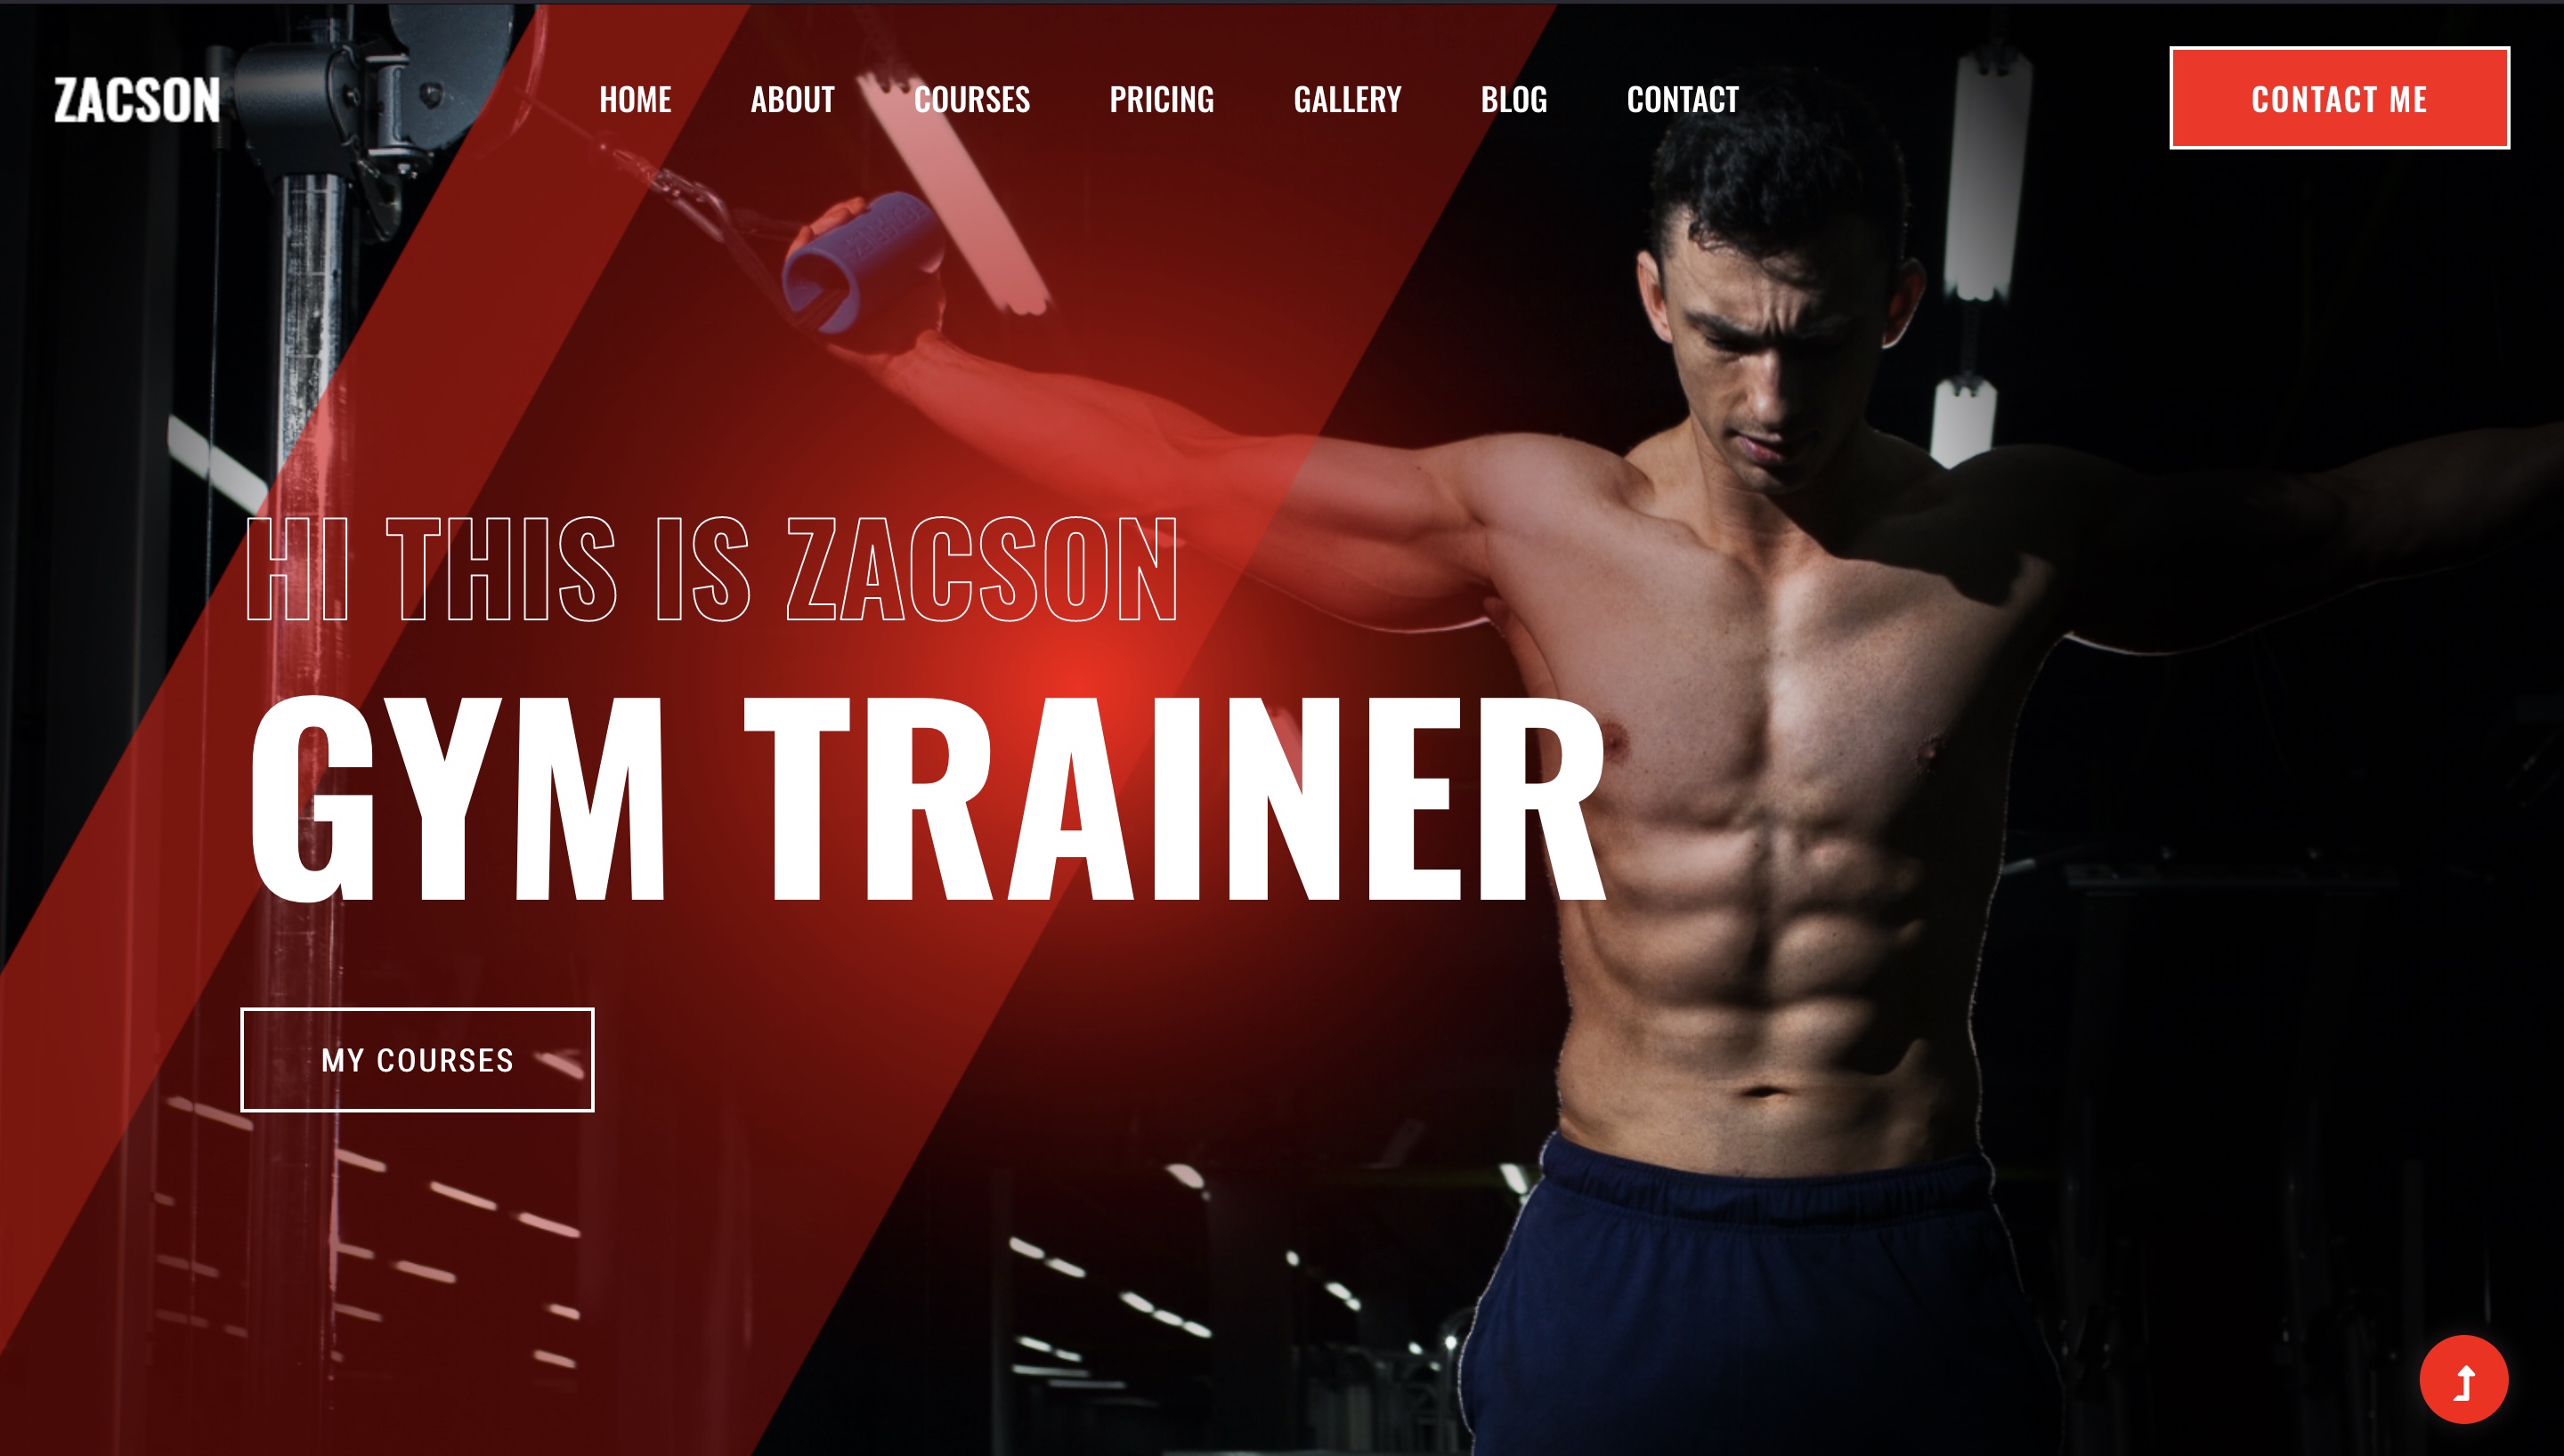 ZACSON
HOME ABOUT COURSES PRICING GALLERY BLOG CONTACT
CONTACT ME
HI THIS IS ZACSON
GYM TRAINER
MY COURSES